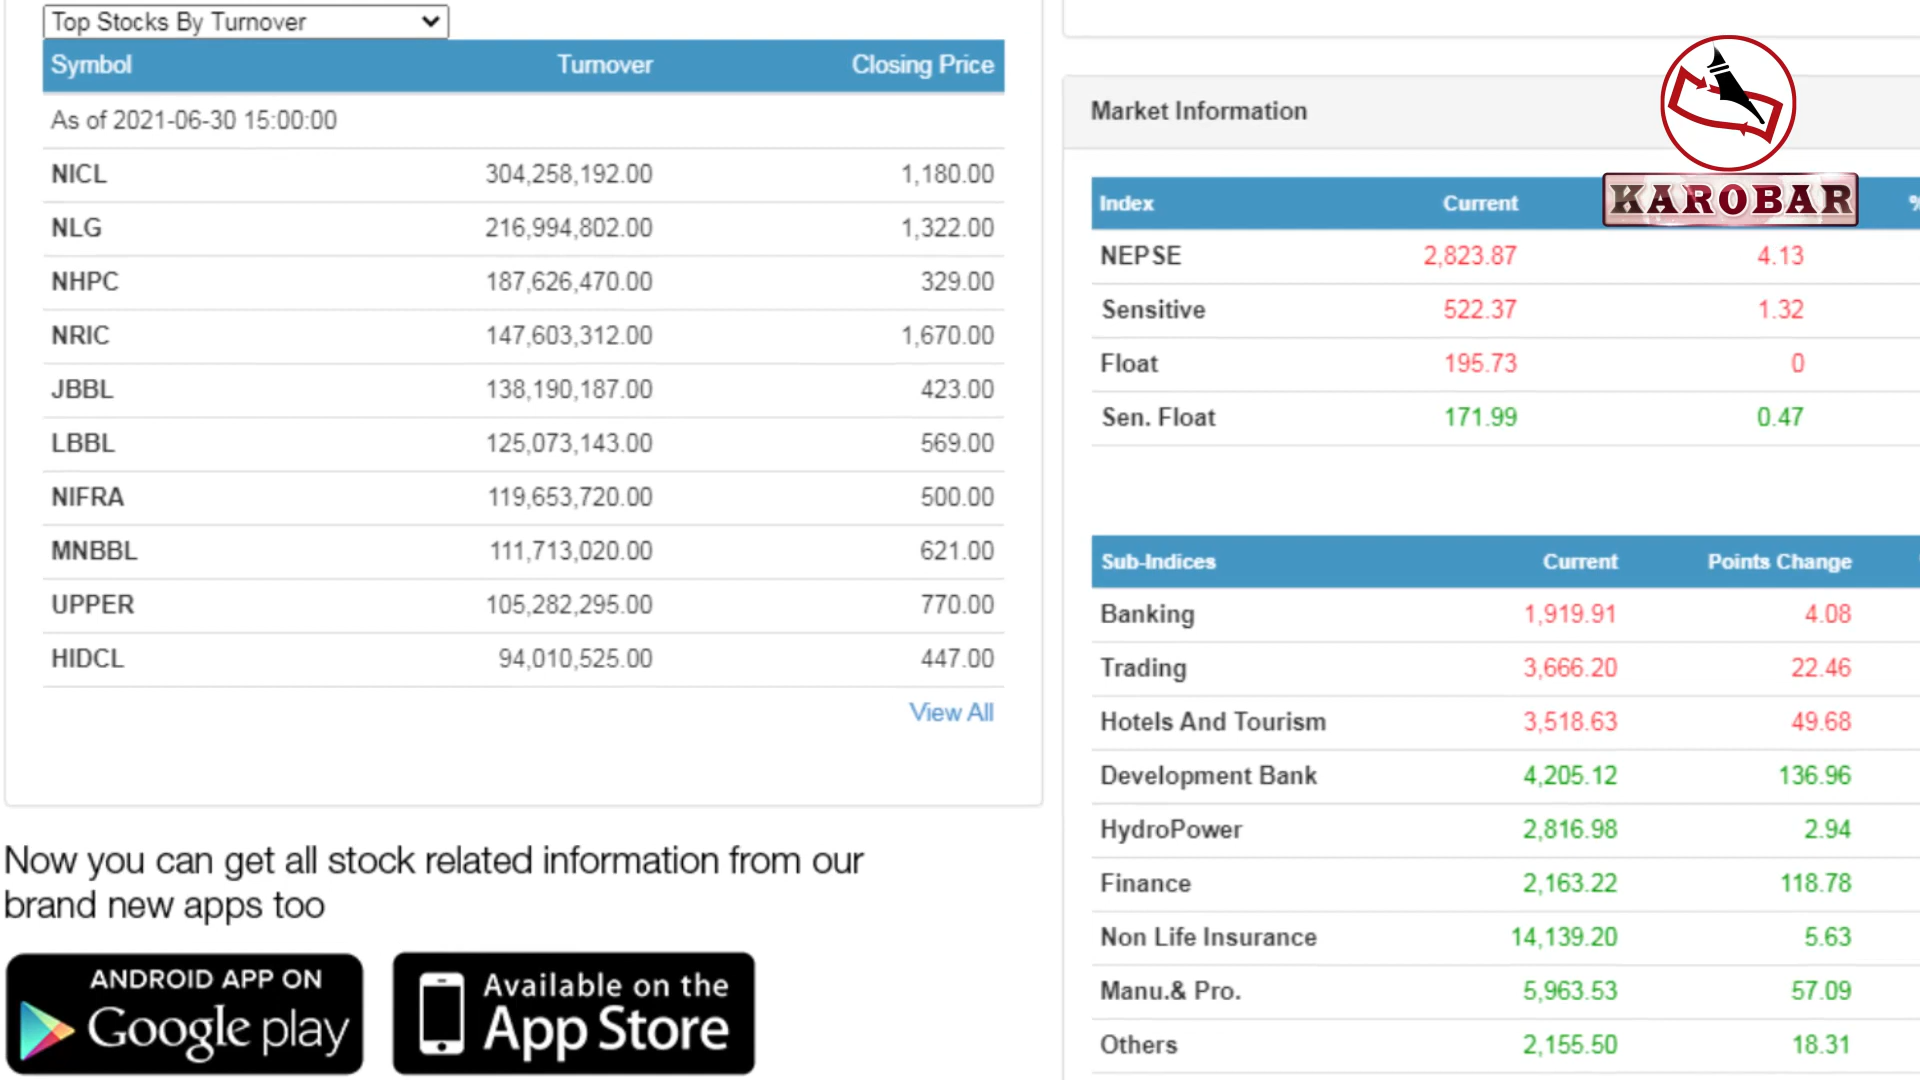 Top Stocks By Turnover
Symbol Turnover Closing Price
As of 2021-06-30 15:00:00
NICL 304,258,192.00 1,180.00
NLG 216,994,802.00 1,322.00
NHPC 187,626,470.00 329.00
NRIC 147,603,312.00 1,670.00
JBBL 138,190,187.00 423.00
LBBL 125,073,143.00 569.00
NIFRA 119,653,720.00 500.00
MNBBL 111,713,020.00 621.00
UPPER 105,282,295.00 770.00
HIDCL 94,010,525.00 447.00
View All
Now you can get all stock related information from our
brand new apps too
ANDROID APP ON
Google play
Available on the
App Store
Market Information
KAROBAR
Index Current %
NEPSE 2,823.87 4.13
Sensitive 522.37 1.32
Float 195.73 0
Sen. Float 171.99 0.47
Sub-Indices Current Points Change
Banking 1,919.91 4.08
Trading 3,666.20 22.46
Hotels And Tourism 3,518.63 49.68
Development Bank 4,205.12 136.96
HydroPower 2,816.98 2.94
Finance 2,163.22 118.78
Non Life Insurance 14,139.20 5.63
Manu.& Pro. 5,963.53 57.09
Others 2,155.50 18.31